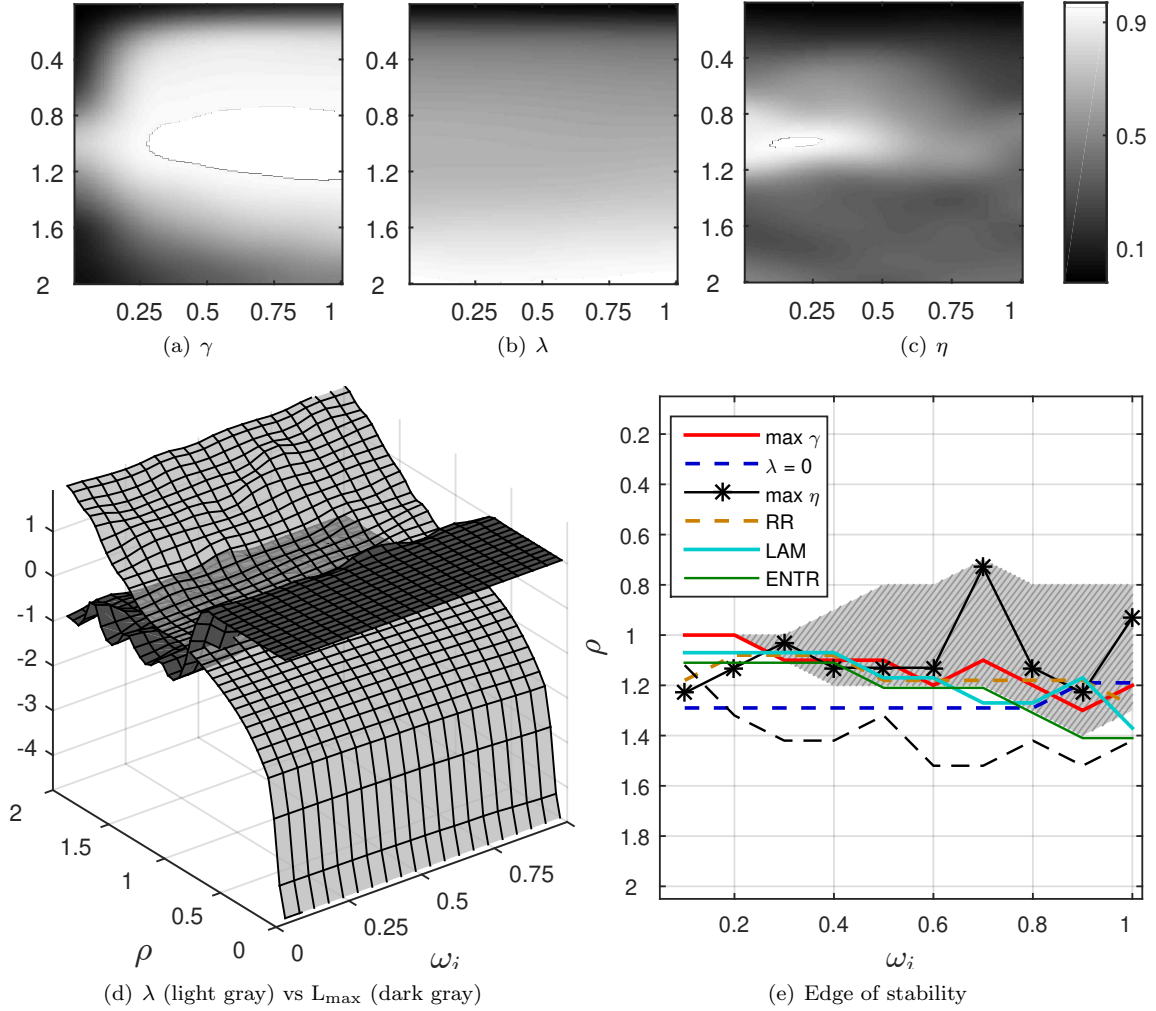 0.4
0.8
1.2
1.6
2
0.25 0.5 0.75 1
(a) γ
0.4
0.8
1.2
1.6
2
0.25 0.5 0.75 1
(b) λ
0.4
0.8
1.2
1.6
2
0.25 0.5 0.75 1
(c) η
0.9
0.5
0.1
1
0
-1
-2
-3
-4
2
1.5
1
0.5
0
ρ
0
0.25
0.5
0.75
ω_i
(d) λ (light gray) vs L_max (dark gray)
max γ
λ = 0
max η
RR
LAM
ENTR
0.2
0.4
0.6
0.8
1
1.2
1.4
1.6
1.8
2
ρ
0.2 0.4 0.6 0.8 1
ω_i
(e) Edge of stability